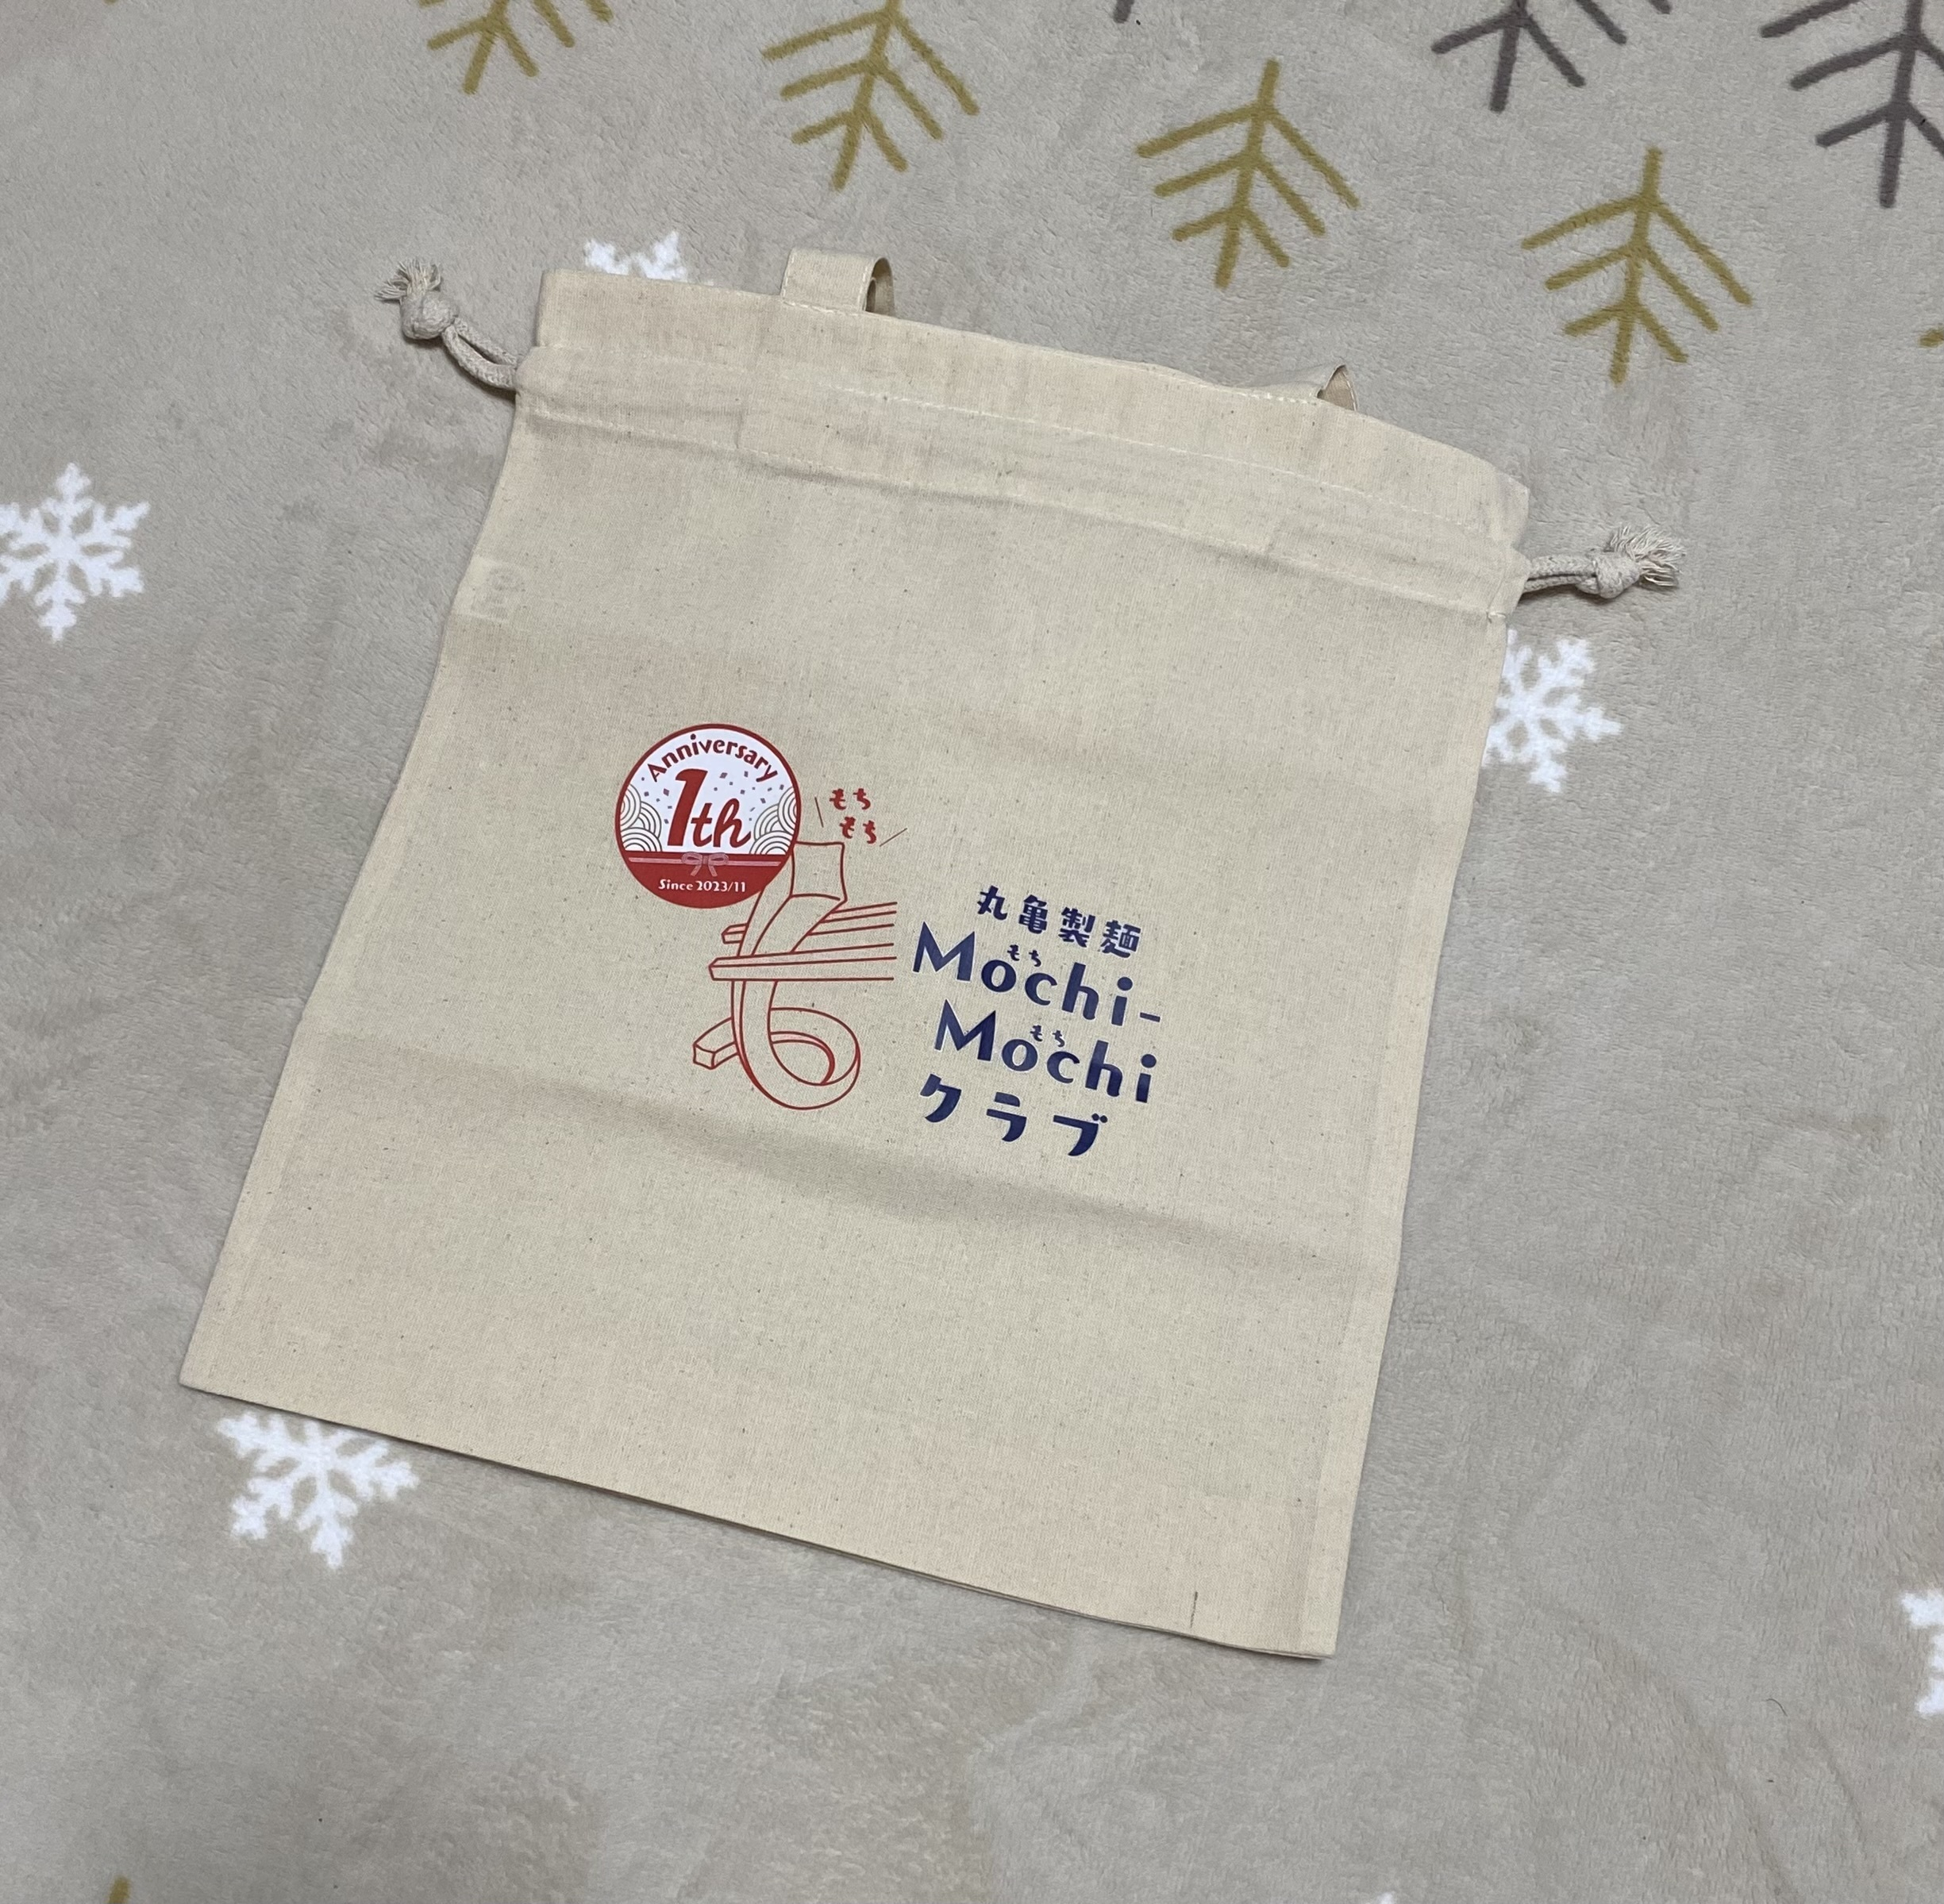 Anniversary
1th
Since 2023/11
もち
もち
丸亀製麺
もち
Mochi-
もち
Mochi
クラブ